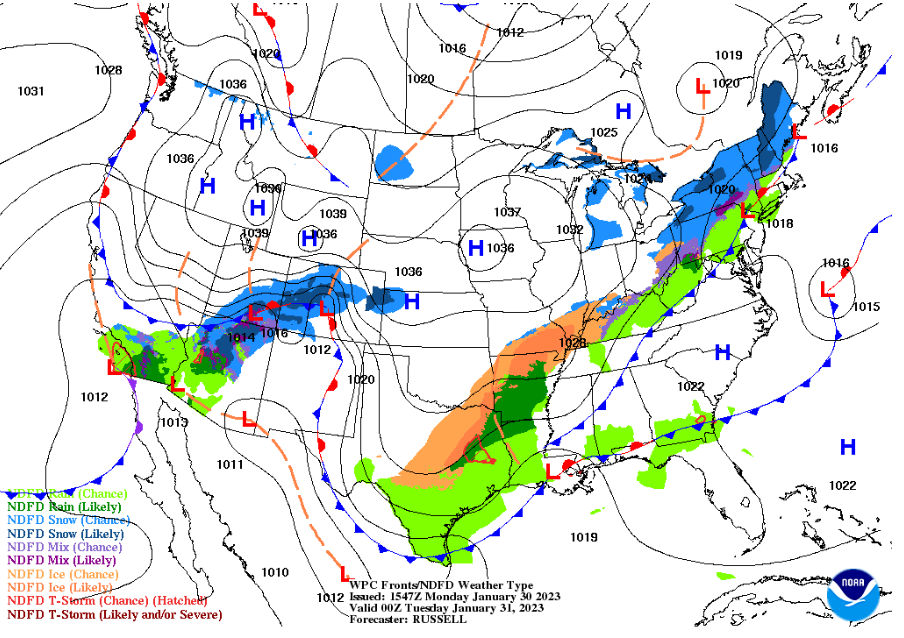 1012
1016
1019
1020
1028
1020
L
1036
1020
L
1031
H
H
1025
L
1016
1036
H
H
1020
1039
1037
L
1018
1039
H
1036
1032
H
1036
1036
H
1016
L
1015
L
L
1014
1016
1012
1028
H
L
1020
1022
1012
L
L
1013
H
1011
L
1022
1019
1010
L
1012
NDFD Rain (Chance)
NDFD Rain (Likely)
NDFD Snow (Chance)
NDFD Snow (Likely)
NDFD Mix (Chance)
NDFD Mix (Likely)
NDFD Ice (Chance)
NDFD Ice (Likely)
NDFD T-Storm (Chance) (Hatched)
NDFD T-Storm (Likely and/or Severe)
WPC Fronts/NDFD Weather Type
Issued: 1547Z Monday January 30 2023
Valid 00Z Tuesday January 31, 2023
Forecaster: RUSSELL
NOAA